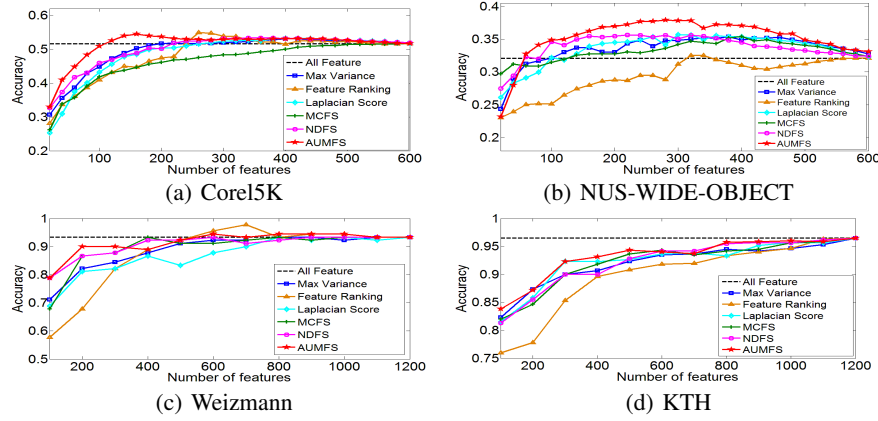 0.6
0.5
0.4
0.3
0.2
Accuracy
100 200 300 400 500 600
Number of features
All Feature
Max Variance
Feature Ranking
Laplacian Score
MCFS
NDFS
AUMFS
(a) Corel5K
0.4
0.35
0.3
0.25
0.2
Accuracy
100 200 300 400 500 600
Number of features
All Feature
Max Variance
Feature Ranking
Laplacian Score
MCFS
NDFS
AUMFS
(b) NUS-WIDE-OBJECT
1
0.9
0.8
0.7
0.6
0.5
Accuracy
200 400 600 800 1000 1200
Number of features
All Feature
Max Variance
Feature Ranking
Laplacian Score
MCFS
NDFS
AUMFS
(c) Weizmann
1
0.95
0.9
0.85
0.8
0.75
Accuracy
200 400 600 800 1000 1200
Number of features
All Feature
Max Variance
Feature Ranking
Laplacian Score
MCFS
NDFS
AUMFS
(d) KTH